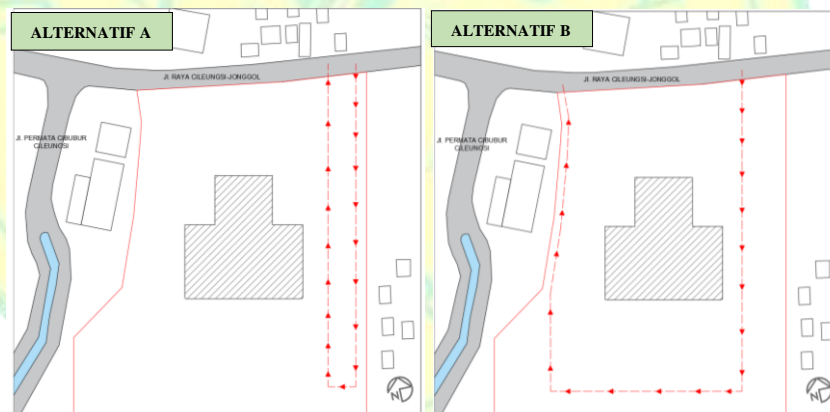 ALTERNATIF A
JL RAYA CILEUNGSI-JONGGOL
JL PERMATA CIBUBUR
CILEUNGSI
N
ALTERNATIF B
JL RAYA CILEUNGSI-JONGGOL
JL PERMATA CIBUBUR
CILEUNGSI
N